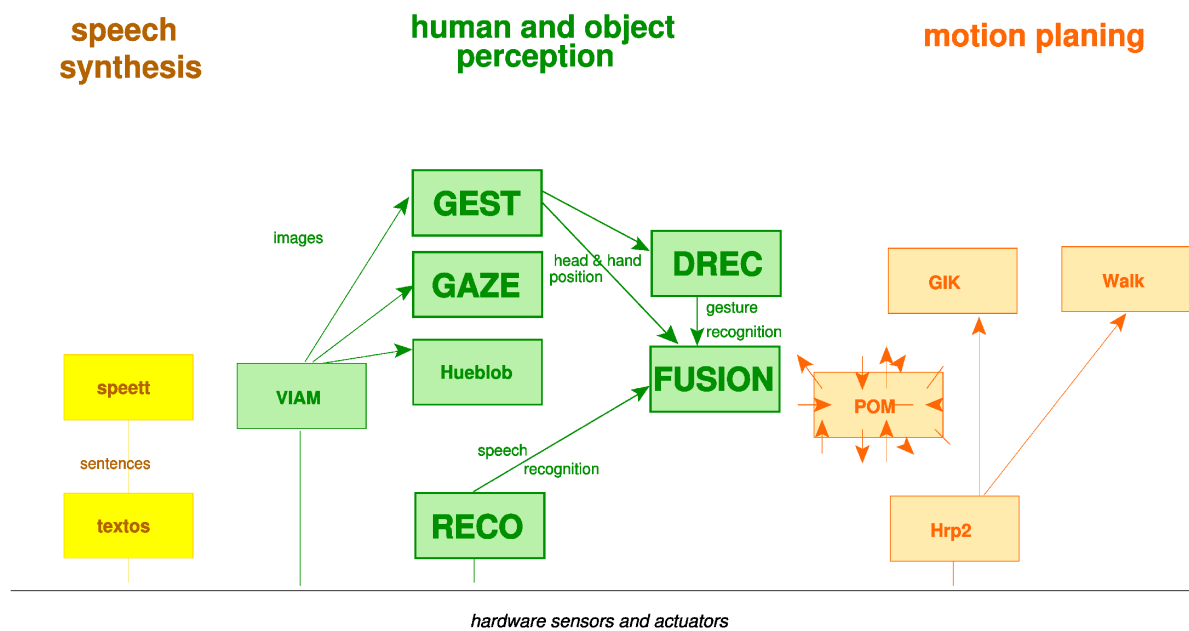 speech
synthesis
human and object
perception
motion planing
GEST
images
GAZE
head & hand
position
DREC
gesture
recognition
GIK
Walk
speett
VIAM
Hueblob
FUSION
POM
sentences
speech
recognition
textos
RECO
Hrp2
hardware sensors and actuators